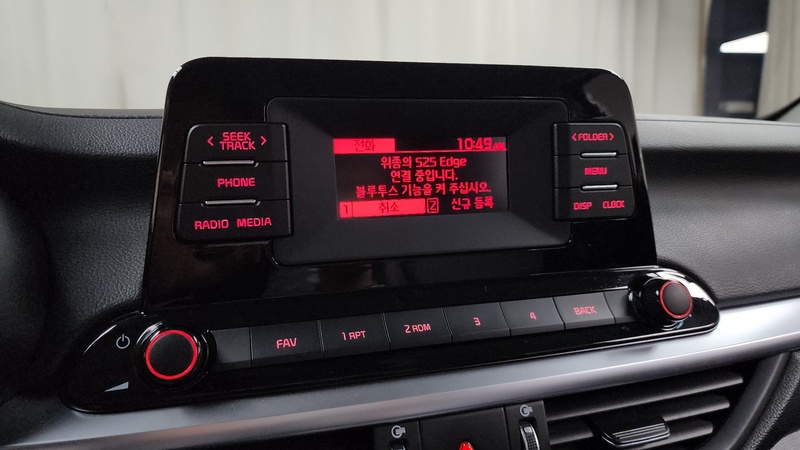 전화 10:49 AM
위종의 S25 Edge
연결 중입니다.
블루투스 기능을 켜 주십시오.
1 취소 2 신규 등록
< SEEK >
TRACK
PHONE
RADIO MEDIA
< FOLDER >
MENU
DISP CLOCK
FAV 1 RPT 2 RDM 3 4 BACK